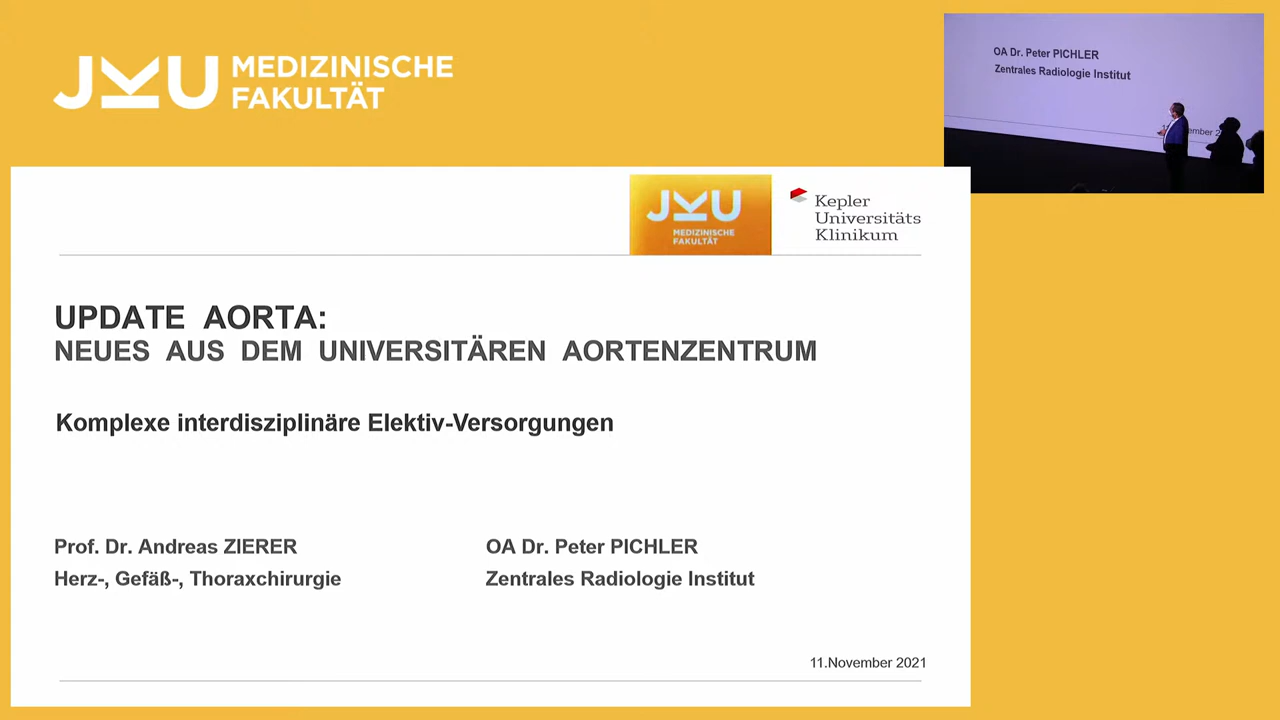 JKU MEDIZINISCHE
FAKULTÄT
OA Dr. Peter PICHLER
Zentrales Radiologie Institut
JKU
MEDIZINISCHE
FAKULTÄT
Kepler
Universitäts
Klinikum
UPDATE AORTA:
NEUES AUS DEM UNIVERSITÄREN AORTENZENTRUM
Komplexe interdisziplinäre Elektiv-Versorgungen
Prof. Dr. Andreas ZIERER
Herz-, Gefäß-, Thoraxchirurgie
OA Dr. Peter PICHLER
Zentrales Radiologie Institut
11.November 2021